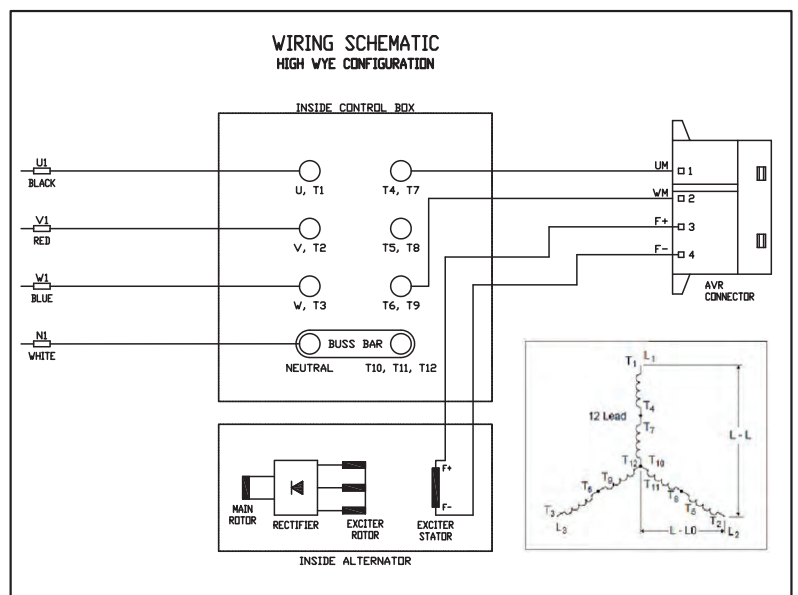 WIRING SCHEMATIC
HIGH WYE CONFIGURATION
INSIDE CONTROL BOX
U1
BLACK
U, T1
T4, T7
UM
1
WM
2
V1
RED
V, T2
T5, T8
F+
3
F-
4
W1
BLUE
W, T3
T6, T9
AVR
CONNECTOR
N1
WHITE
BUSS BAR
NEUTRAL
T10, T11, T12
T1 L1
T4
12 Lead
T7
L - L
T12 T10
T9 T11
T6 T8
T5
T3 T2
L3 L2
L - L0
F+
F-
MAIN
ROTOR
RECTIFIER
EXCITER
ROTOR
EXCITER
STATOR
INSIDE ALTERNATOR